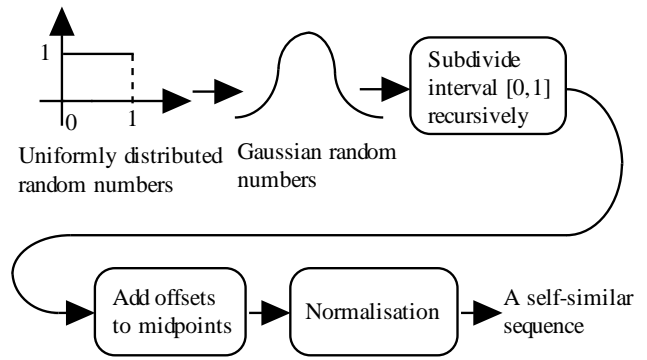 1
0
1
Uniformly distributed
random numbers
Gaussian random
numbers
Subdivide
interval [0,1]
recursively
Add offsets
to midpoints
Normalisation
A self-similar
sequence